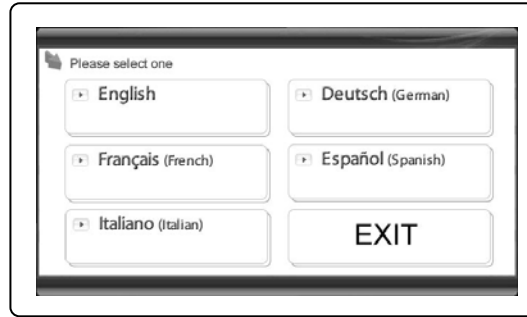 Please select one
English
Deutsch (German)
Français (French)
Español (Spanish)
Italiano (Italian)
EXIT